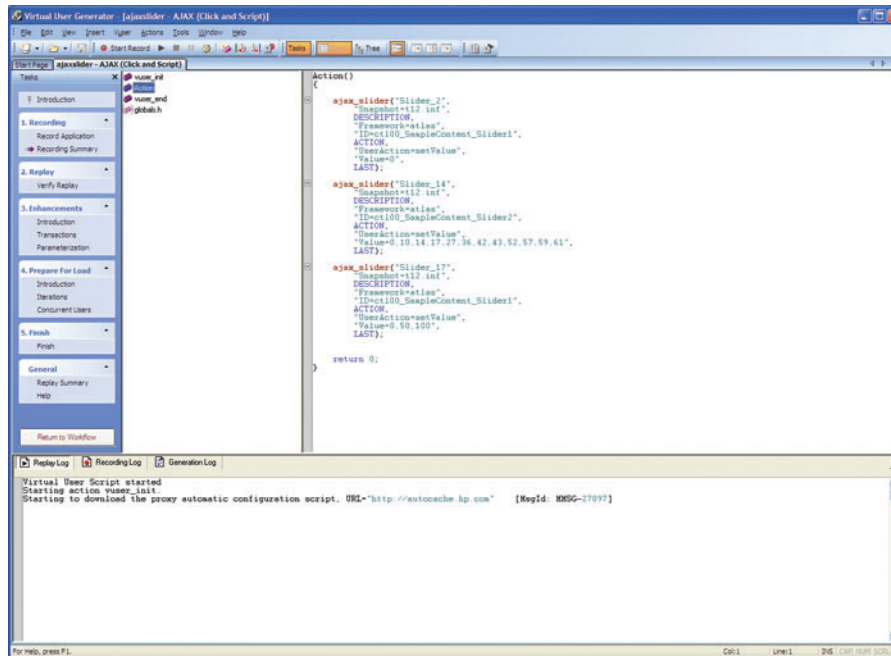 Virtual User Generator - [ajaxslider - AJAX (Click and Script)]
File Edit View Insert Vuser Actions Tools Window Help
Start Record Tasks Tree
Start Page ajaxslider - AJAX (Click and Script)
Tasks
Introduction
1. Recording
Record Application
Recording Summary
2. Replay
Verify Replay
3. Enhancements
Introduction
Transactions
Parameterization
4. Prepare For Load
Introduction
Iterations
Concurrent Users
5. Finish
Finish
General
Replay Summary
Help
Return to Workflow
vuser_init
Action
vuser_end
globals.h
Action()
{
ajax_slider("Slider_2",
"Snapshot=t12.inf",
DESCRIPTION,
"Framework=atlas",
"ID=ctl00_SampleContent_Slider1",
ACTION,
"UserAction=setValue",
"Value=0",
LAST);
ajax_slider("Slider_14",
"Snapshot=t12.inf",
DESCRIPTION,
"Framework=atlas",
"ID=ctl00_SampleContent_Slider2",
ACTION,
"UserAction=setValue",
"Value=0,10,14,17,27,36,42,43,52,57,59,61",
LAST);
ajax_slider("Slider_17",
"Snapshot=t12.inf",
DESCRIPTION,
"Framework=atlas",
"ID=ctl00_SampleContent_Slider1",
ACTION,
"UserAction=setValue",
"Value=0,50,100",
LAST);
return 0;
}
Replay Log Recording Log Generation Log
Virtual User Script started
Starting action vuser_init.
Starting to download the proxy automatic configuration script, URL="http://autocache.hp.com" [MsgId: MMSG-27097]
For Help, press F1. Col:1 Line:1 INS CAP NUM SCRL